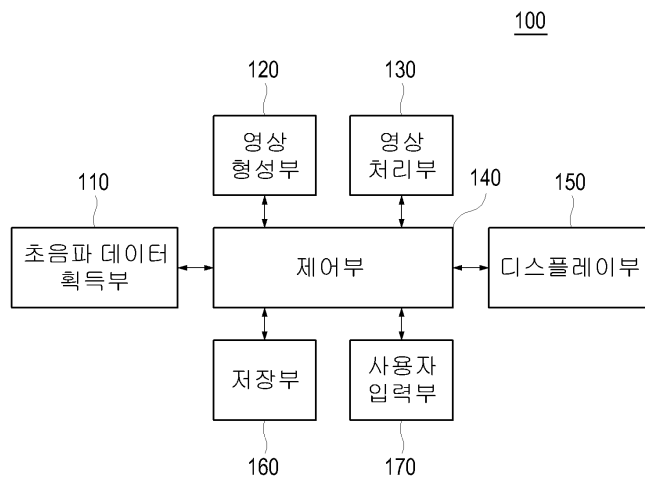 100
120
130
영상
형성부
영상
처리부
110
140
150
초음파 데이터
획득부
제어부
디스플레이부
저장부
사용자
입력부
160
170